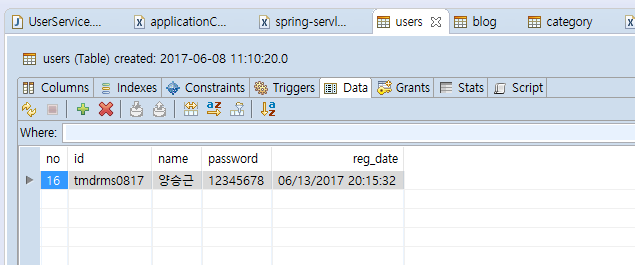 UserService.... applicationC... spring-servl... users blog category
users (Table) created: 2017-06-08 11:10:20.0
Columns Indexes Constraints Triggers Data Grants Stats Script
Where:
no id name password reg_date
16 tmdrms0817 양승근 12345678 06/13/2017 20:15:32